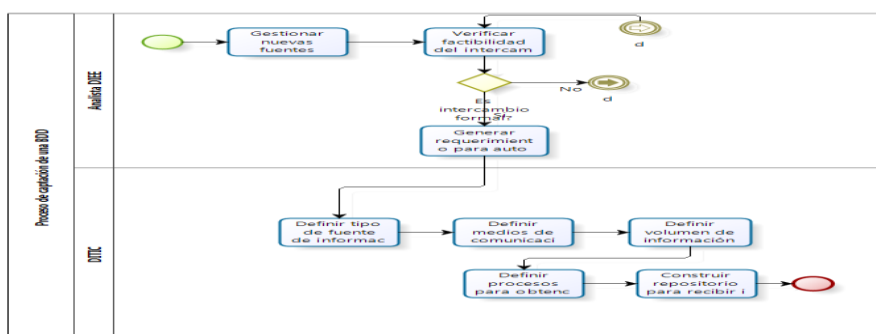 Proceso de captación de una BDD
Analista DIEE
Gestionar
nuevas
fuentes
Verificar
factibilidad
del intercam
d
Es
intercambio
formal?
No
d
Sí
Generar
requerimient
o para auto
DITIC
Definir tipo
de fuente
de informac
Definir
medios de
comunicaci
Definir
volumen de
información
Definir
procesos
para obtenc
Construir
repositorio
para recibir i